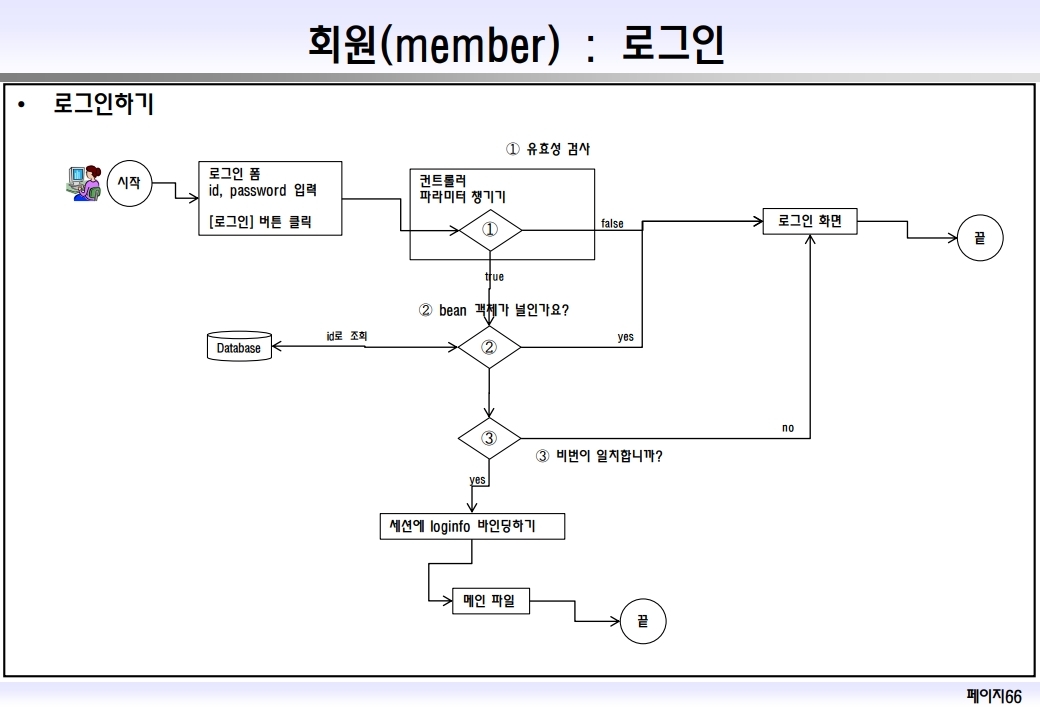 회원(member) : 로그인
• 로그인하기
① 유효성 검사
시작
로그인 폼
id, password 입력
[로그인] 버튼 클릭
컨트롤러
파라미터 챙기기
①
false
로그인 화면
끝
true
② bean 객체가 널인가요?
Database
id로 조회
②
yes
③
no
③ 비번이 일치합니까?
yes
세션에 loginfo 바인딩하기
메인 파일
끝
페이지66